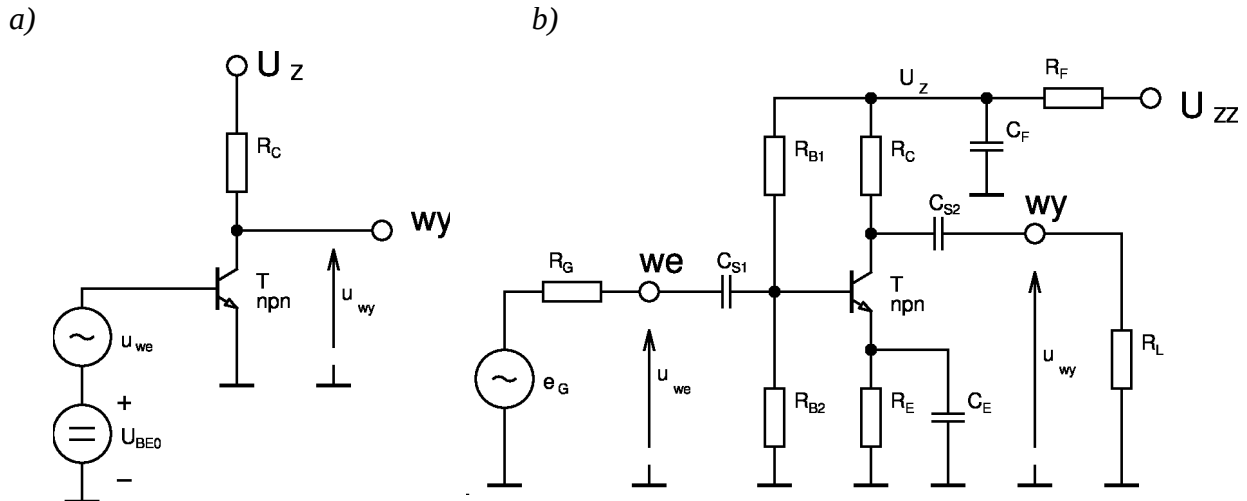 a)
U Z
R C
wy
T
npn
u wy
u we
+
U BE0
−
b)
U Z
R F
U ZZ
R B1
R C
C F
C S2
wy
R G
we
C S1
T
npn
e G
u we
R B2
R E
C E
u wy
R L